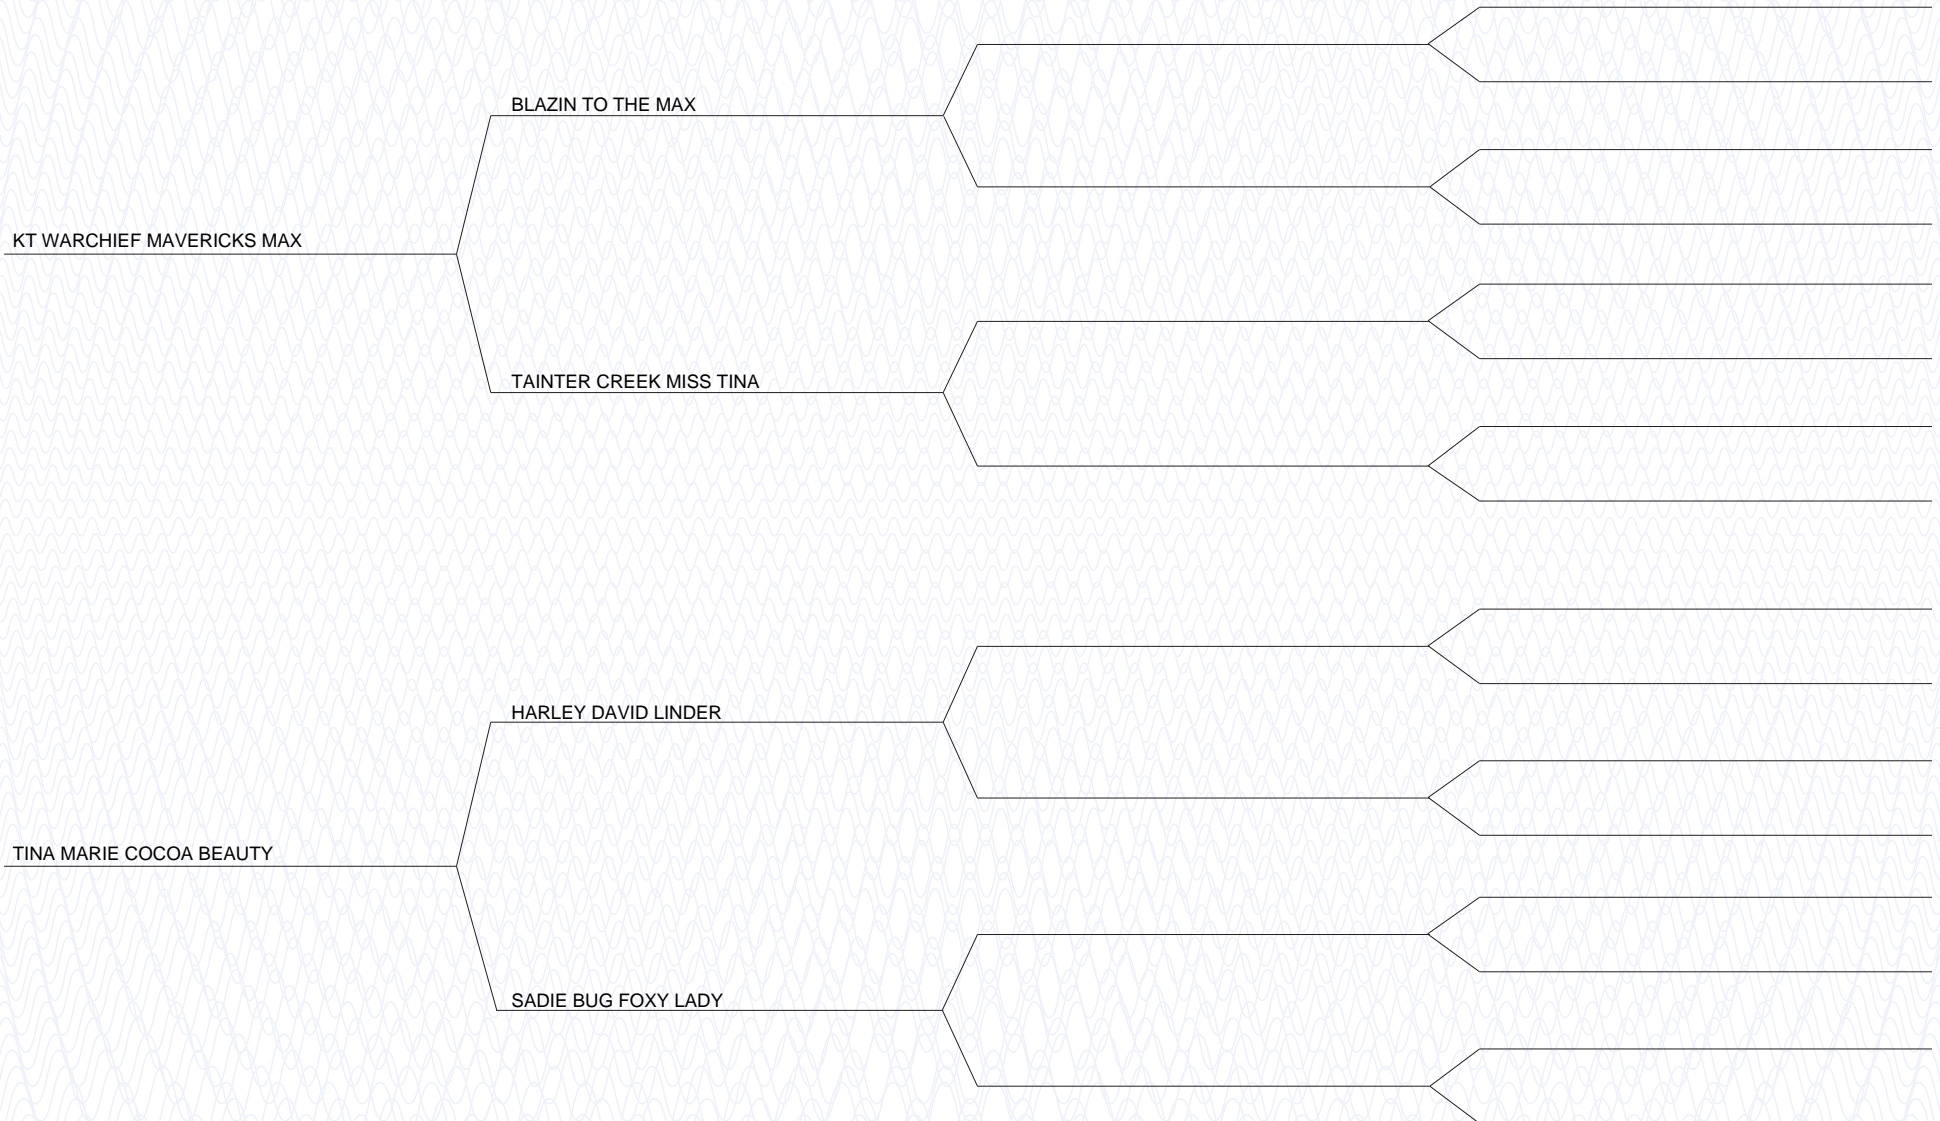 BLAZIN TO THE MAX
KT WARCHIEF MAVERICKS MAX
TAINTER CREEK MISS TINA
HARLEY DAVID LINDER
TINA MARIE COCOA BEAUTY
SADIE BUG FOXY LADY